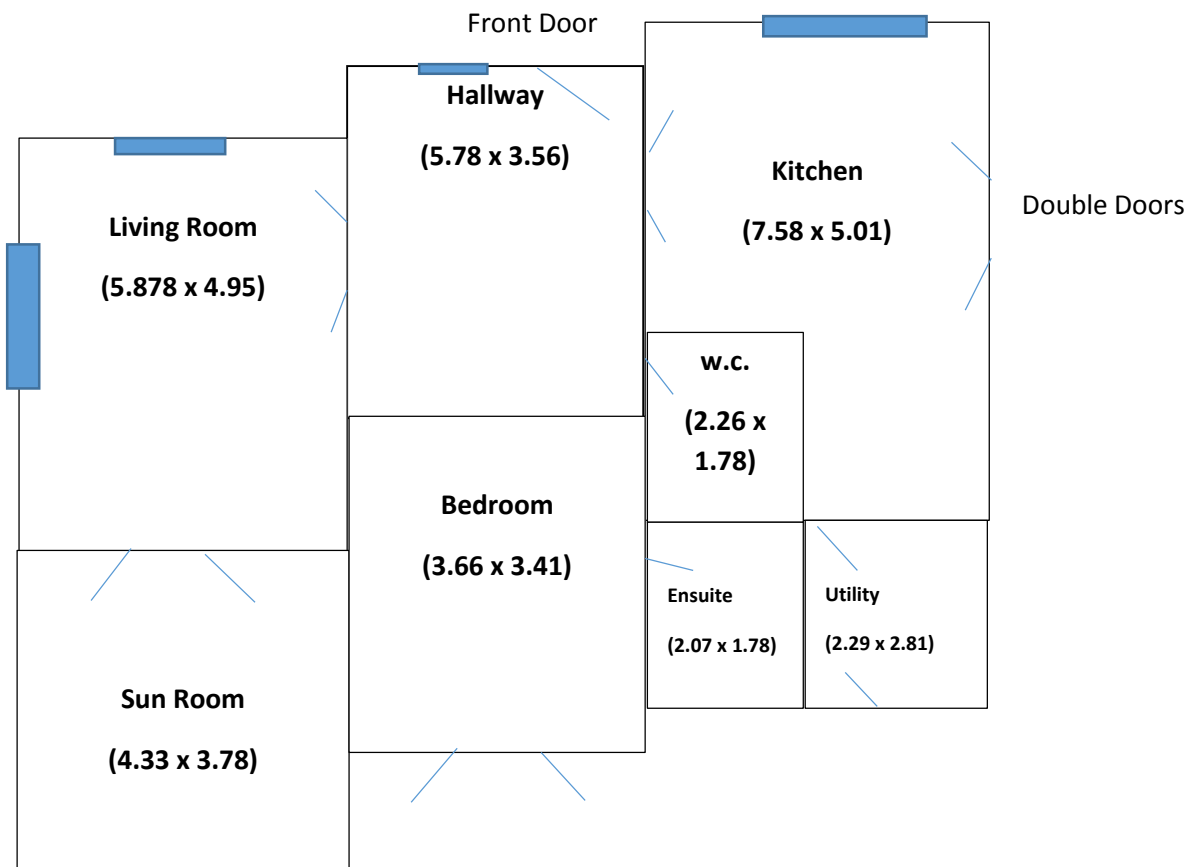 Front Door
Hallway
(5.78 x 3.56)
Kitchen
(7.58 x 5.01)
Double Doors
Living Room
(5.878 x 4.95)
w.c.
(2.26 x
1.78)
Bedroom
(3.66 x 3.41)
Ensuite
(2.07 x 1.78)
Utility
(2.29 x 2.81)
Sun Room
(4.33 x 3.78)